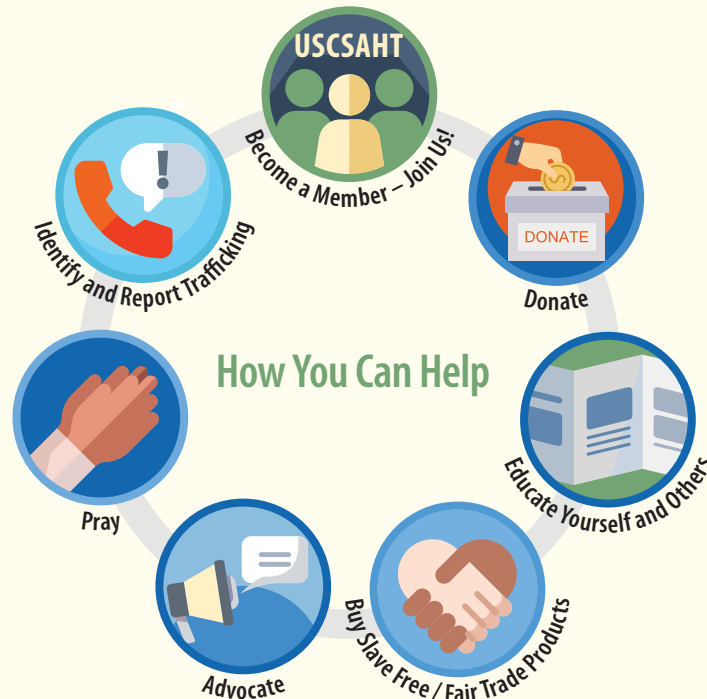 USCSAHT
Become a Member – Join Us!
DONATE
Donate
Educate Yourself and Others
Buy Slave Free / Fair Trade Products
Advocate
Pray
Identify and Report Trafficking
!
How You Can Help